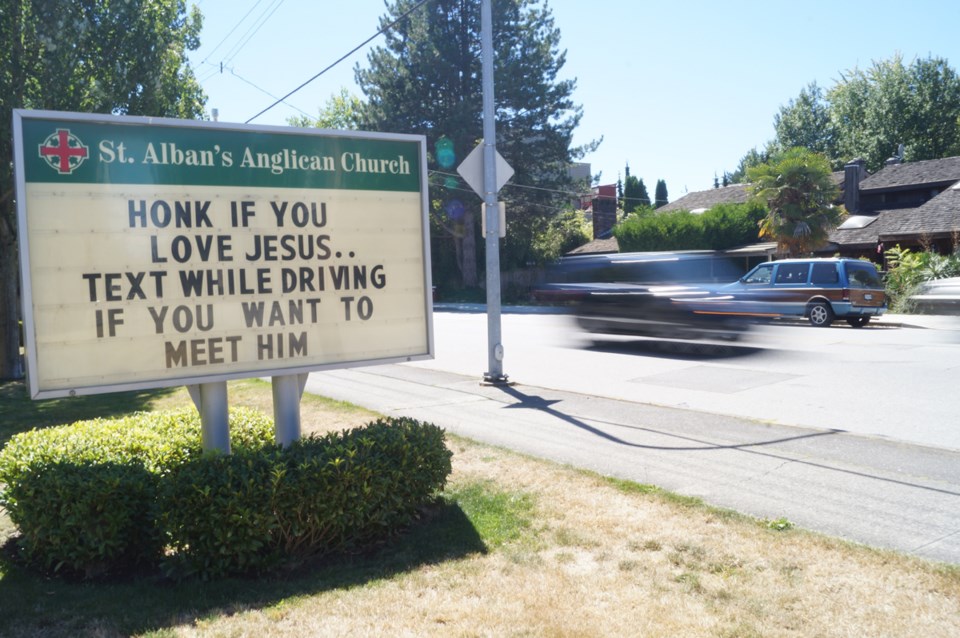 St. Alban's Anglican Church
HONK IF YOU
LOVE JESUS..
TEXT WHILE DRIVING
IF YOU WANT TO
MEET HIM